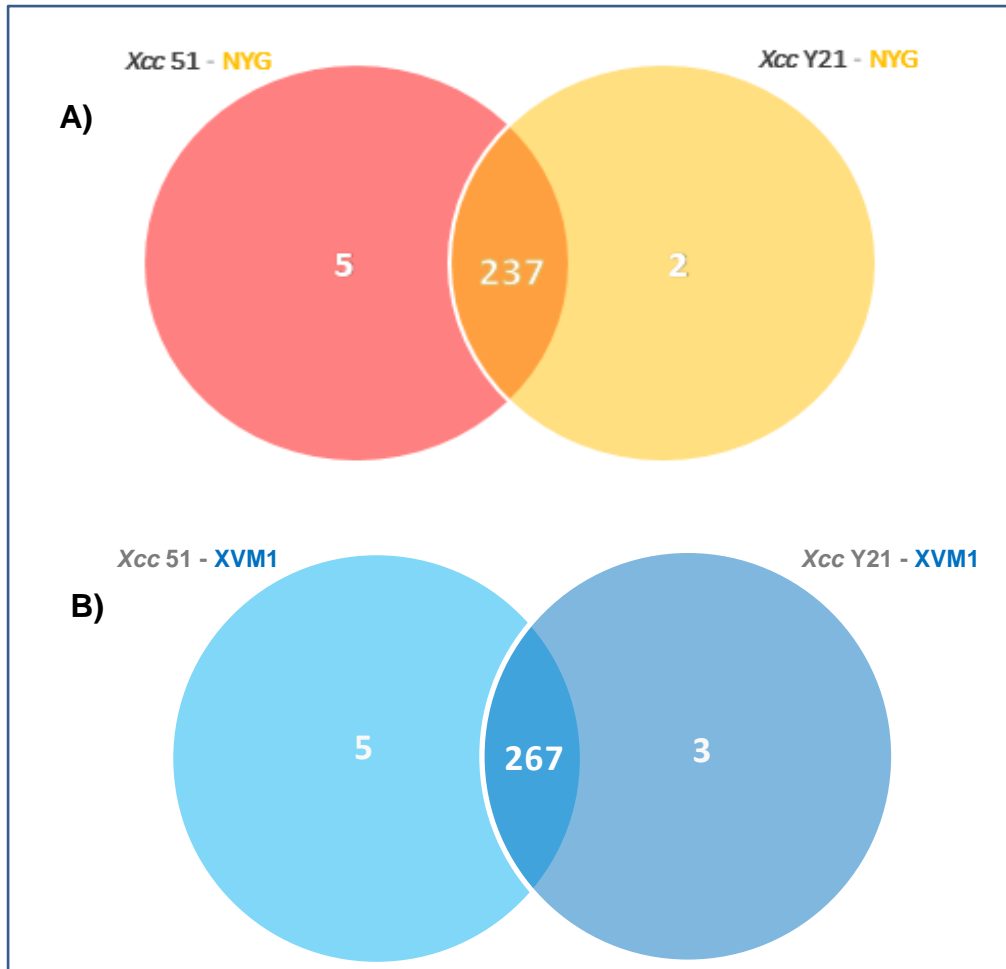 Xcc 51 - NYG
Xcc Y21 - NYG
A)
5
237
2
Xcc 51 - XVM1
Xcc Y21 - XVM1
B)
5
267
3